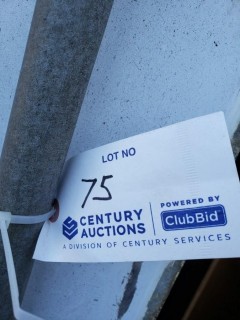 LOT NO
75
CENTURY AUCTIONS
POWERED BY
ClubBid
A DIVISION OF CENTURY SERVICES